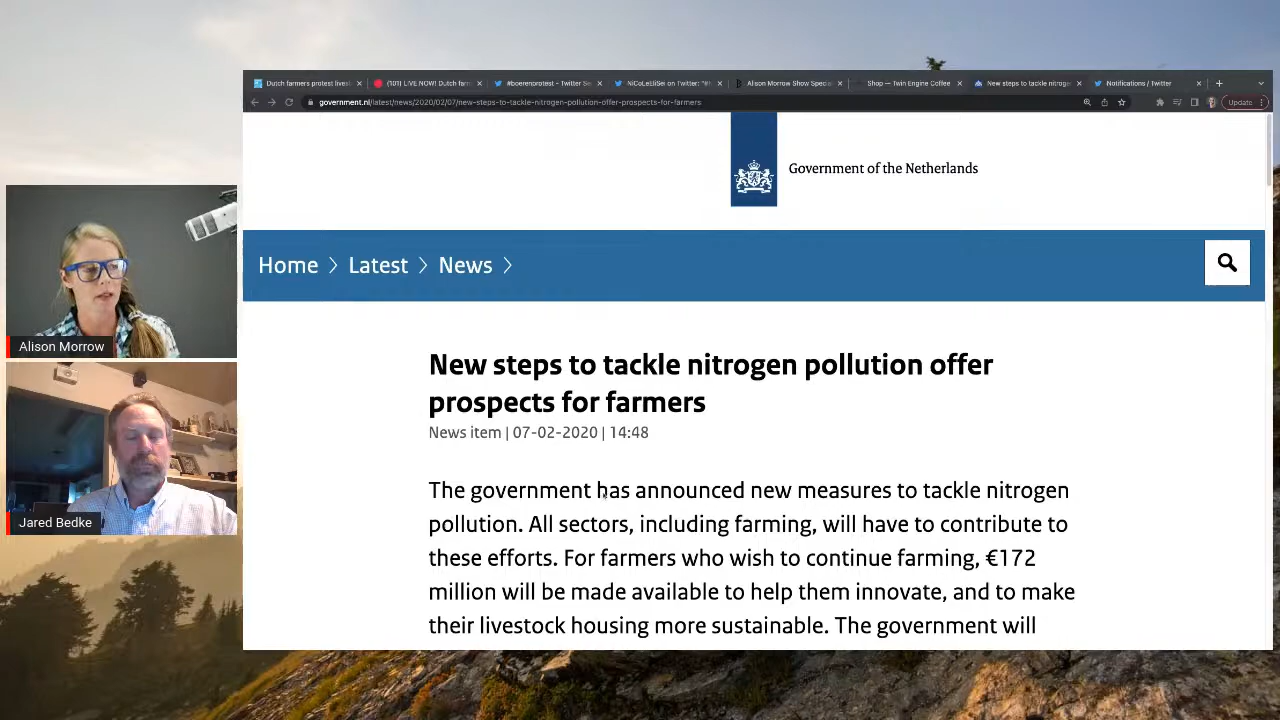 Dutch farmers protest livest
(101) LIVE NOW! Dutch farm
#boerenprotest - Twitter Se
NiCoLeEliSe on Twitter: "#I
Alison Morrow Show Special
Shop — Twin Engine Coffee
New steps to tackle nitroger
Notifications / Twitter
government.nl/latest/news/2020/02/07/new-steps-to-tackle-nitrogen-pollution-offer-prospects-for-farmers
Update
Government of the Netherlands
Home
Latest
News
New steps to tackle nitrogen pollution offer
prospects for farmers
News item | 07-02-2020 | 14:48
The government has announced new measures to tackle nitrogen
pollution. All sectors, including farming, will have to contribute to
these efforts. For farmers who wish to continue farming, €172
million will be made available to help them innovate, and to make
their livestock housing more sustainable. The government will
Alison Morrow
Jared Bedke